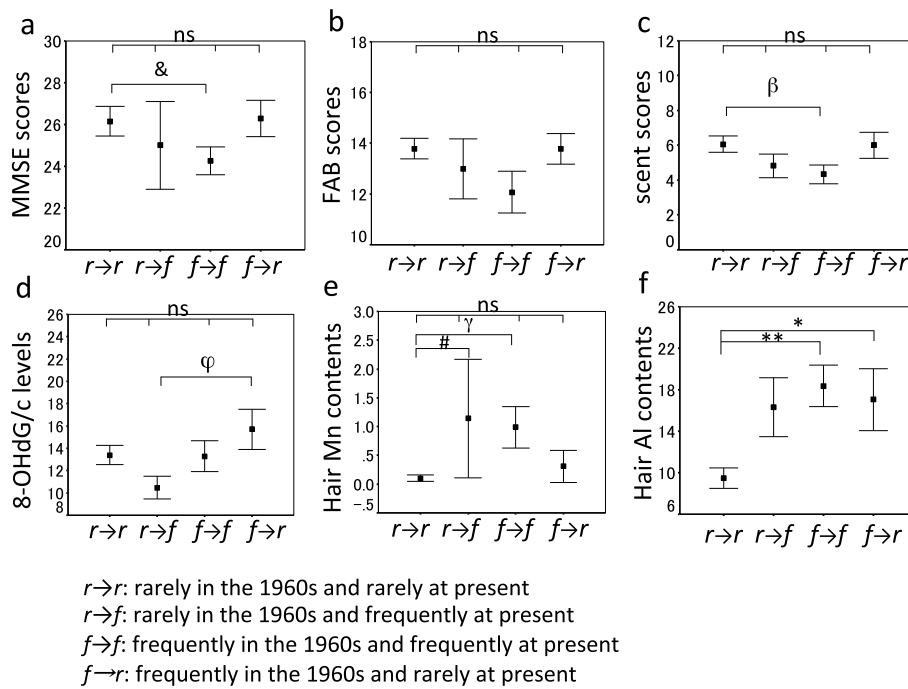 a
ns
&
MMSE scores
28
26
24
22
20
30
r→r r→f f→f f→r
b
ns
FAB scores
18
16
14
12
10
r→r r→f f→f f→r
c
ns
β
scent scores
12
10
8
6
4
2
0
r→r r→f f→f f→r
d
ns
φ
8-OHdG/c levels
26
24
22
20
18
16
14
12
10
8
r→r r→f f→f f→r
e
ns
γ
#
Hair Mn contents
3.0
2.5
2.0
1.5
1.0
0.5
0.0
-.5
r→r r→f f→f f→r
f
*
**
Hair Al contents
26
22
18
14
10
6
r→r r→f f→f f→r
r→r: rarely in the 1960s and rarely at present
r→f: rarely in the 1960s and frequently at present
f→f: frequently in the 1960s and frequently at present
f→r: frequently in the 1960s and rarely at present